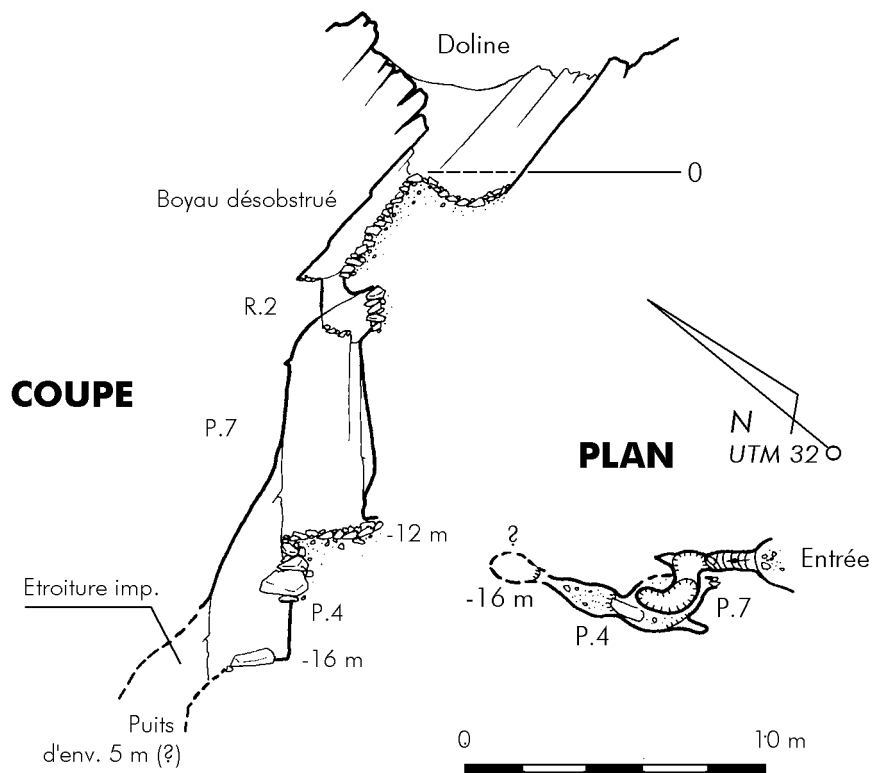 Doline
0
Boyau désobstrué
R.2
COUPE
P.7
N
UTM 32
PLAN
-12 m
?
Entrée
-16 m
P.7
P.4
Etroiture imp.
P.4
-16 m
Puits
d'env. 5 m (?)
0
10 m